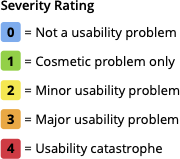 Severity Rating
0 = Not a usability problem
1 = Cosmetic problem only
2 = Minor usability problem
3 = Major usability problem
4 = Usability catastrophe